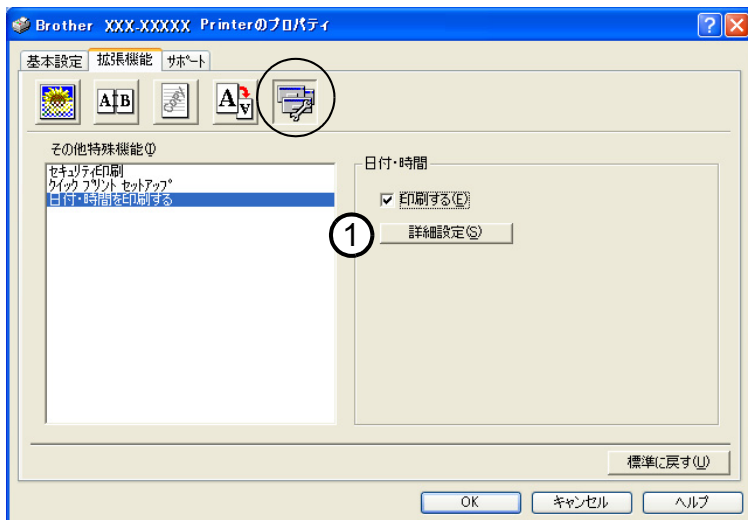 Brother XXX-XXXXX Printerのプロパティ
基本設定 拡張機能 サポート
A B
Copy
A A
その他特殊機能(I)
セキュリティ印刷
クイック プリント セットアップ
日付・時間を印刷する
日付・時間
印刷する(E)
1
詳細設定(S)
標準に戻す(U)
OK キャンセル ヘルプ